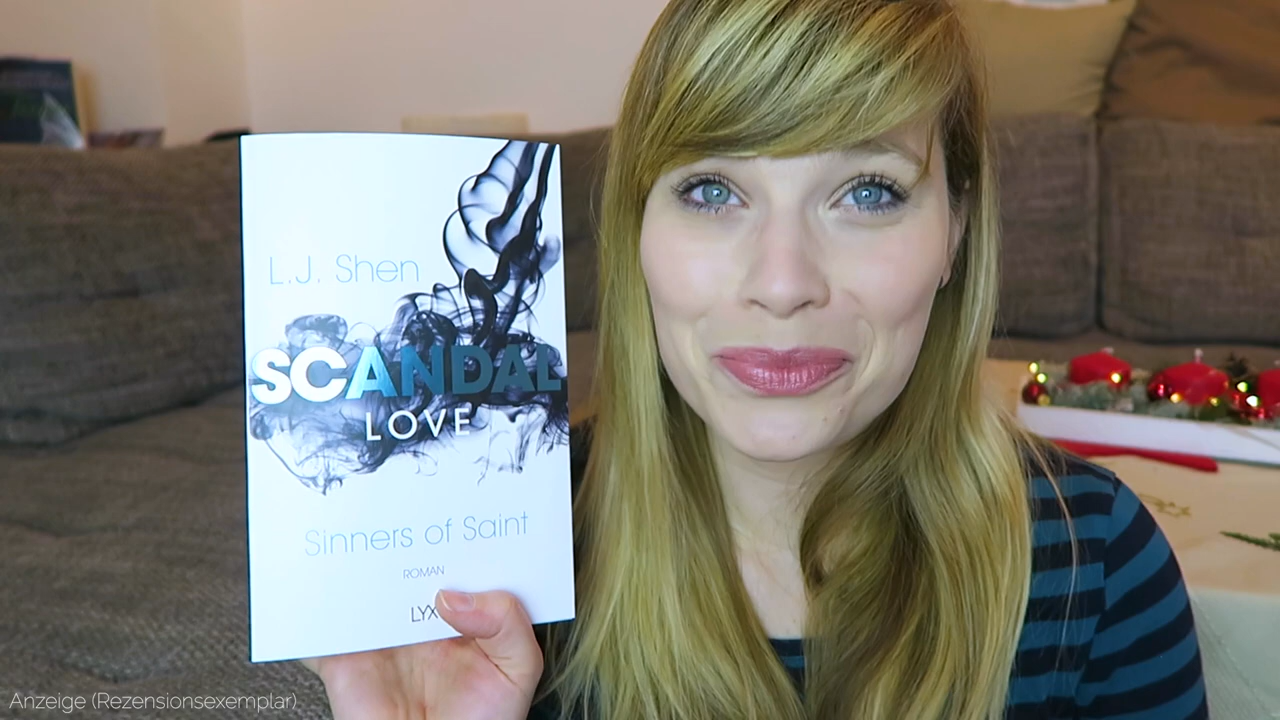 L.J. Shen
SCANDAL
LOVE
Sinners of Saint
ROMAN
LYX
Anzeige (Rezensionsexemplar)